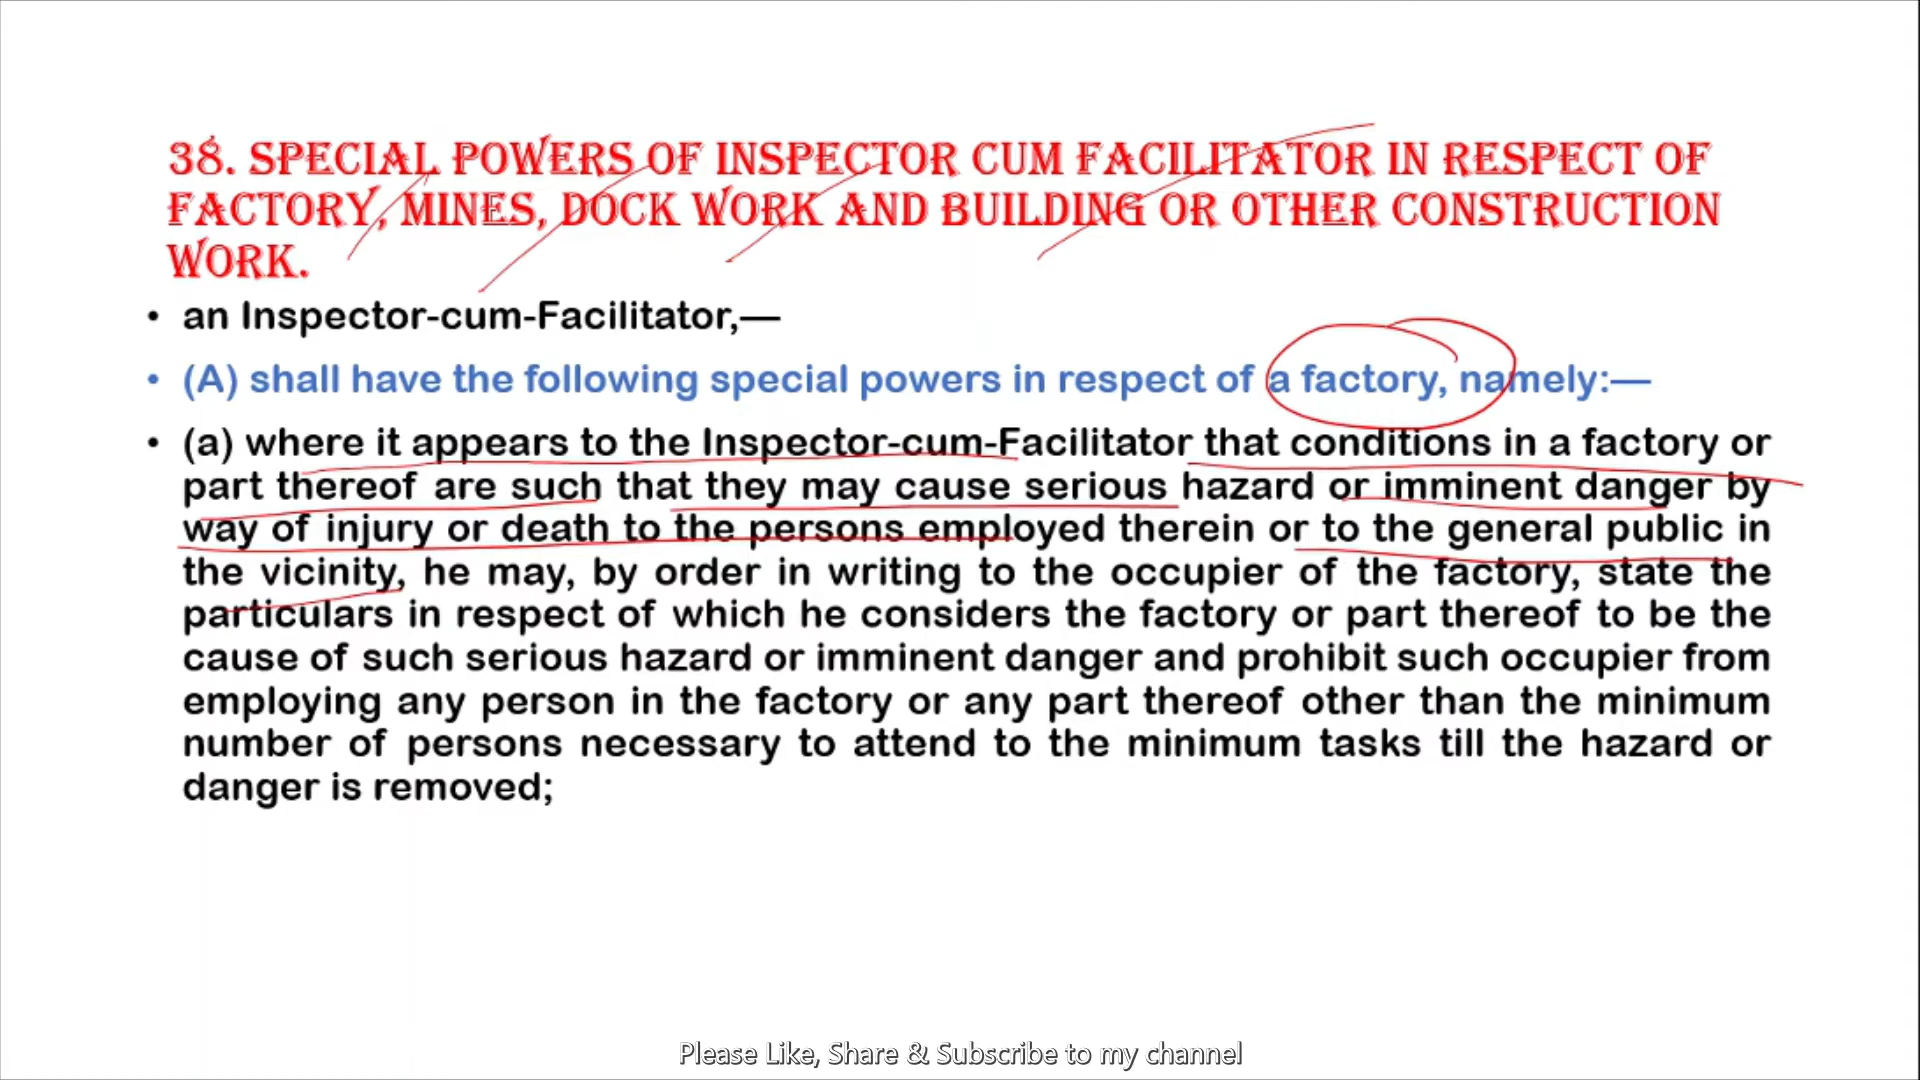 38. SPECIAL POWERS OF INSPECTOR CUM FACILITATOR IN RESPECT OF
FACTORY, MINES, DOCK WORK AND BUILDING OR OTHER CONSTRUCTION
WORK.
• an Inspector-cum-Facilitator,—
• (A) shall have the following special powers in respect of a factory, namely:—
• (a) where it appears to the Inspector-cum-Facilitator that conditions in a factory or
part thereof are such that they may cause serious hazard or imminent danger by
way of injury or death to the persons employed therein or to the general public in
the vicinity, he may, by order in writing to the occupier of the factory, state the
particulars in respect of which he considers the factory or part thereof to be the
cause of such serious hazard or imminent danger and prohibit such occupier from
employing any person in the factory or any part thereof other than the minimum
number of persons necessary to attend to the minimum tasks till the hazard or
danger is removed;
Please Like, Share & Subscribe to my channel